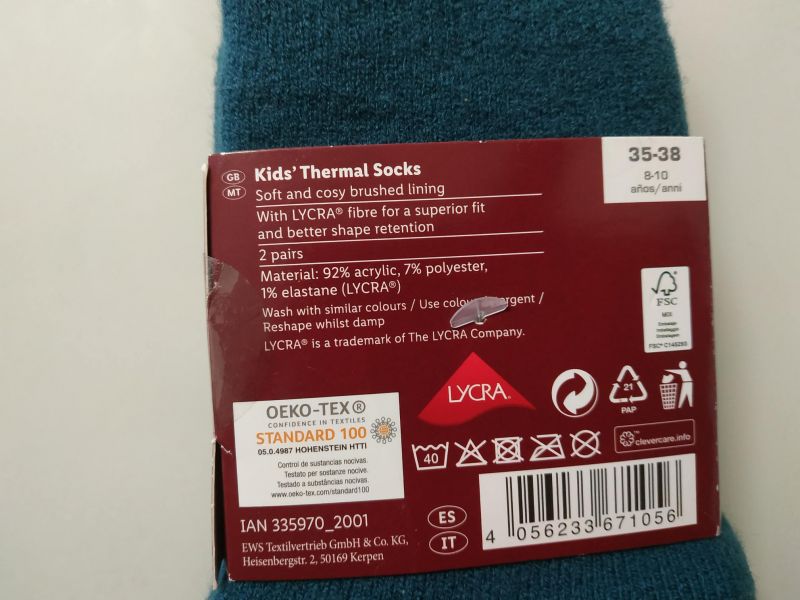 GB
MT
Kids' Thermal Socks
Soft and cosy brushed lining
With LYCRA® fibre for a superior fit
and better shape retention
2 pairs
Material: 92% acrylic, 7% polyester,
1% elastane (LYCRA®)
Wash with similar colours / Use /
Reshape whilst damp
LYCRA® is a trademark of The LYCRA Company.
35-38
8-10
años/anni
FSC
MIX
FSC® C145293
LYCRA®
21
PAP
OEKO-TEX®
CONFIDENCE IN TEXTILES
STANDARD 100
05.0.4987 HOHENSTEIN HTTI
Control de sustancias nocivas.
Testato per sostanze nocive.
Testado a substâncias nocivas.
www.oeko-tex.com/standard100
40
clevercare.info
IAN 335970_2001
EWS Textilvertrieb GmbH & Co. KG,
Heisenbergstr. 2, 50169 Kerpen
ES
IT
4 056233 671056